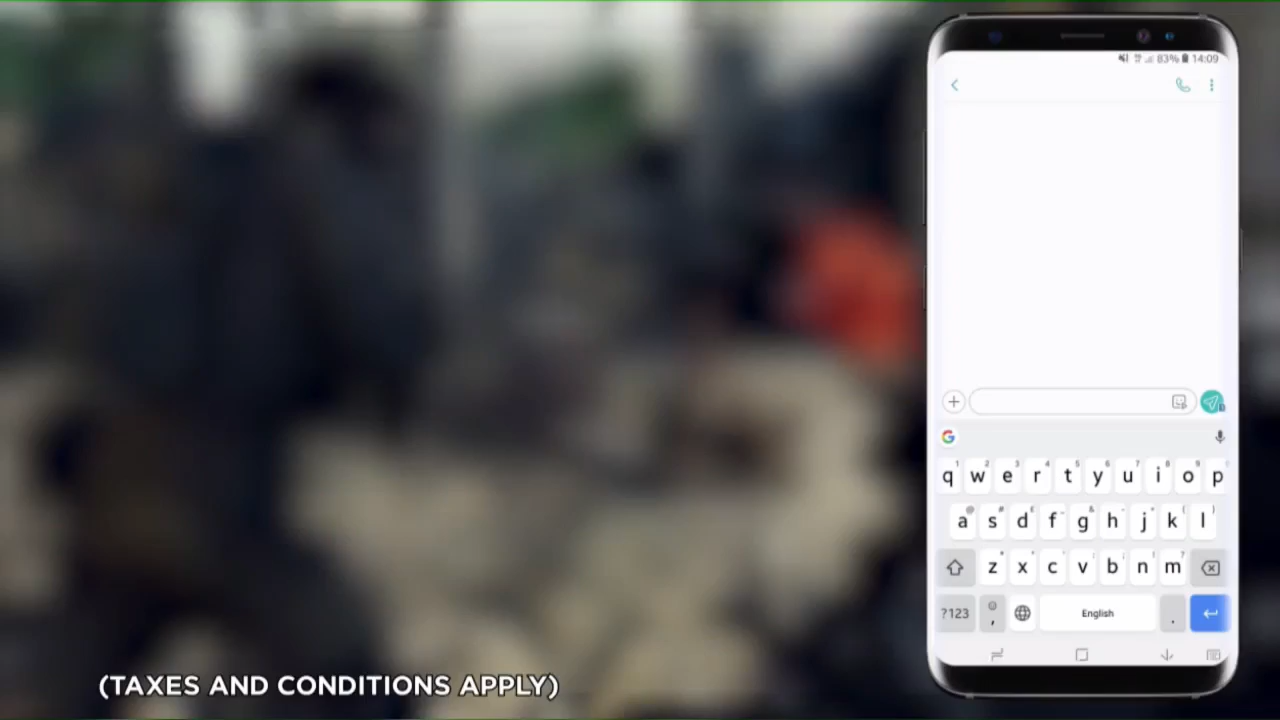 83% 14:09
q w e r t y u i o p
a s d f g h j k l
z x c v b n m
?123 , English .
(TAXES AND CONDITIONS APPLY)